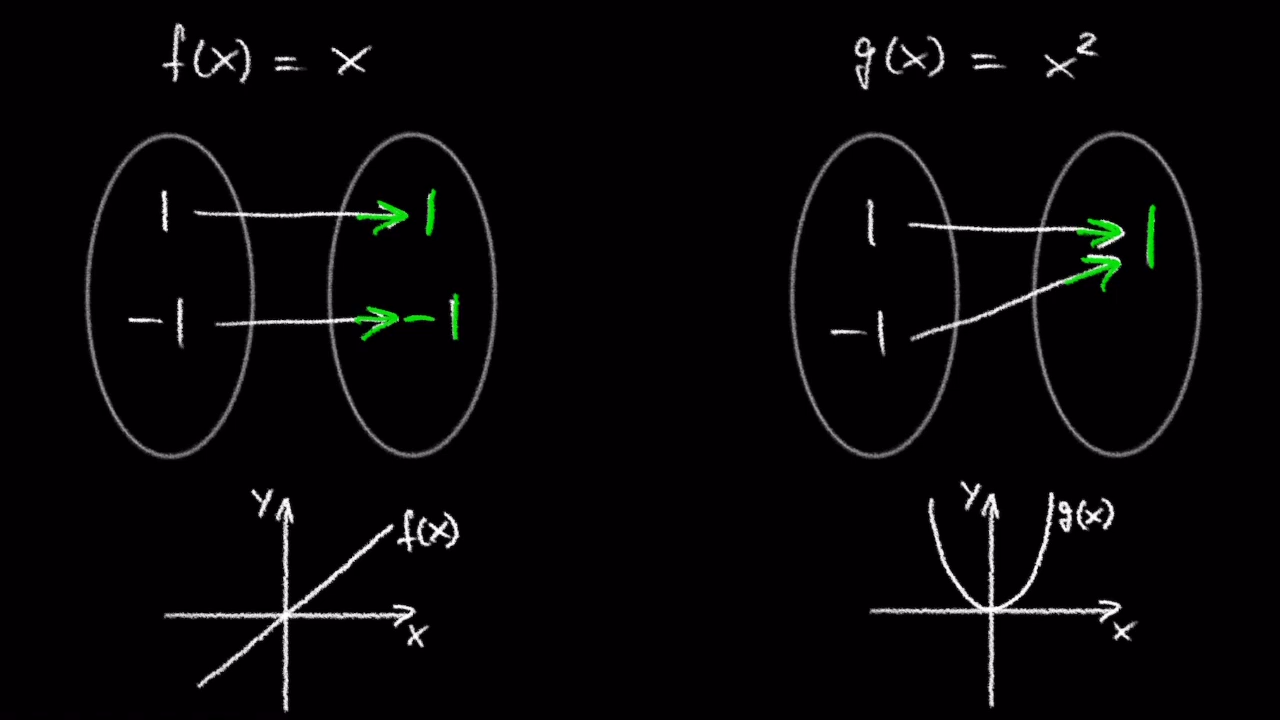 f(x) = x
1 1
-1 -1
y
f(x)
x
g(x) = x²
1 1
-1
y
g(x)
x